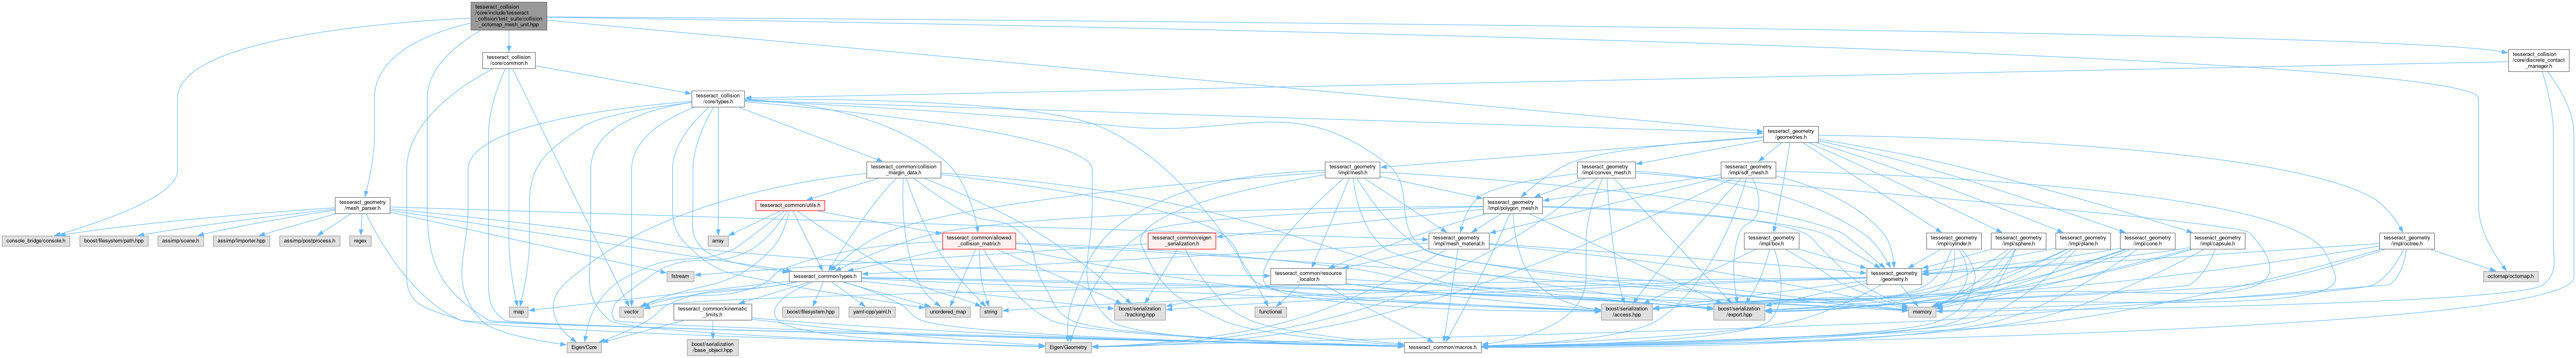 tesseract_collision
/core/include/tesseract
_collision/test_suite/collision
_octomap_mesh_unit.hpp
tesseract_collision
/core/common.h
tesseract_collision
/core/discrete_contact
_manager.h
tesseract_collision
/core/types.h
tesseract_geometry
/geometries.h
tesseract_common/collision
_margin_data.h
tesseract_geometry
/impl/mesh.h
tesseract_geometry
/impl/convex_mesh.h
tesseract_geometry
/impl/sdf_mesh.h
tesseract_geometry
/mesh_parser.h
tesseract_common/utils.h
tesseract_geometry
/impl/polygon_mesh.h
console_bridge/console.h
boost/filesystem/path.hpp
assimp/scene.h
assimp/Importer.hpp
assimp/postprocess.h
regex
array
tesseract_common/allowed
_collision_matrix.h
tesseract_common/eigen
_serialization.h
tesseract_geometry
/impl/mesh_material.h
tesseract_geometry
/impl/box.h
tesseract_geometry
/impl/cylinder.h
tesseract_geometry
/impl/sphere.h
tesseract_geometry
/impl/plane.h
tesseract_geometry
/impl/cone.h
tesseract_geometry
/impl/capsule.h
tesseract_geometry
/impl/octree.h
fstream
tesseract_common/types.h
tesseract_common/resource
_locator.h
tesseract_geometry
/geometry.h
octomap/octomap.h
map
vector
tesseract_common/kinematic
_limits.h
boost/filesystem.hpp
yaml-cpp/yaml.h
unordered_map
string
boost/serialization
/tracking.hpp
functional
boost/serialization
/access.hpp
boost/serialization
/export.hpp
memory
Eigen/Core
boost/serialization
/base_object.hpp
Eigen/Geometry
tesseract_common/macros.h